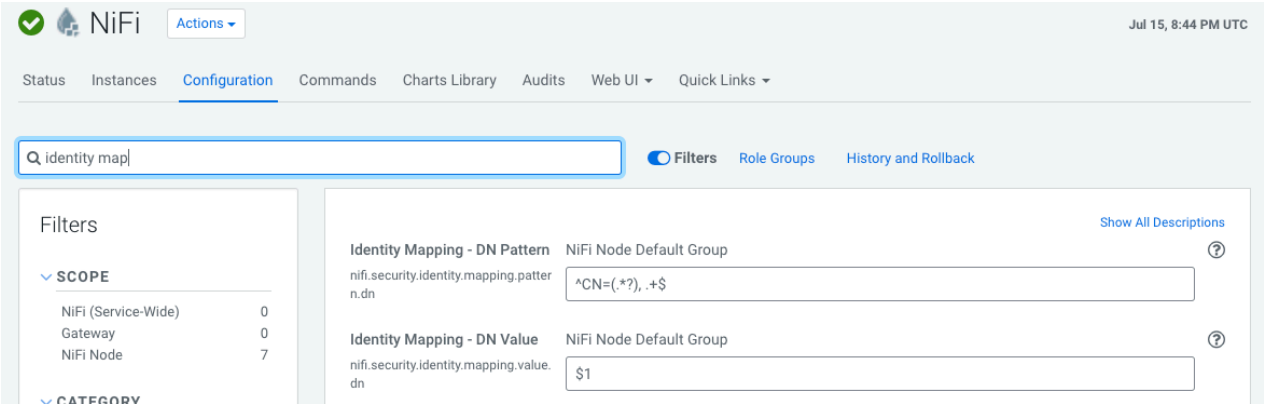 NiFi Actions Jul 15, 8:44 PM UTC
Status Instances Configuration Commands Charts Library Audits Web UI Quick Links
identity map Filters Role Groups History and Rollback
Filters
SCOPE
NiFi (Service-Wide) 0
Gateway 0
NiFi Node 7
CATEGORY
Show All Descriptions
Identity Mapping - DN Pattern NiFi Node Default Group
nifi.security.identity.mapping.patter
n.dn
^CN=(.*?), .+$
Identity Mapping - DN Value NiFi Node Default Group
nifi.security.identity.mapping.value.
dn
$1